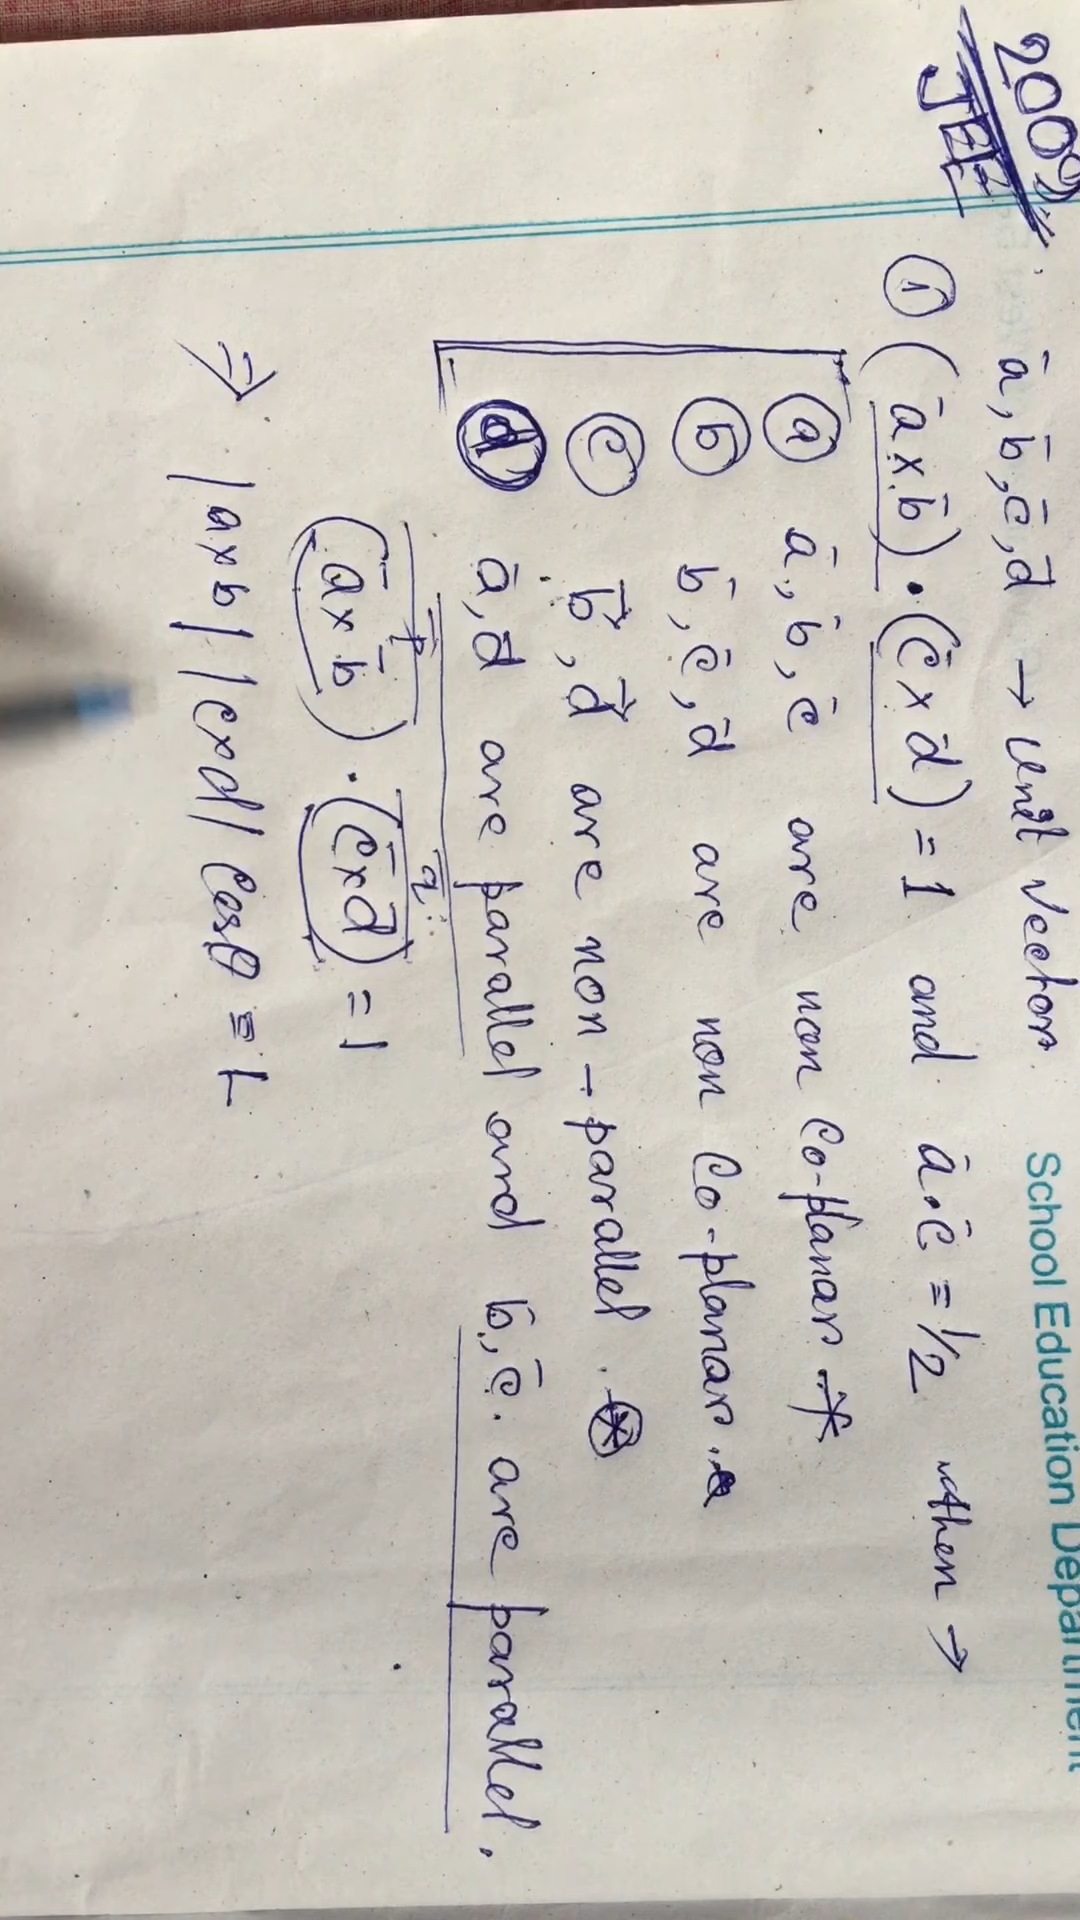 2009
JEE
School Education Department
ā, b̄, c̄, d̄ → unit vector.
① (ā × b̄) • (c̄ × d̄) = 1 and ā • c̄ = 1/2 then →
ⓐ ā, b̄, c̄ are non Co-planar *
ⓑ b̄, c̄, d̄ are non Co-planar.
ⓒ b⃗, d⃗ are non-parallel. *
ⓓ ā, d̄ are parallel and b̄, c̄ are parallel.
p̄ q̄
(ā × b̄) • (c̄ × d̄) = 1
⇒ |a × b| |c × d| Cos θ = 1